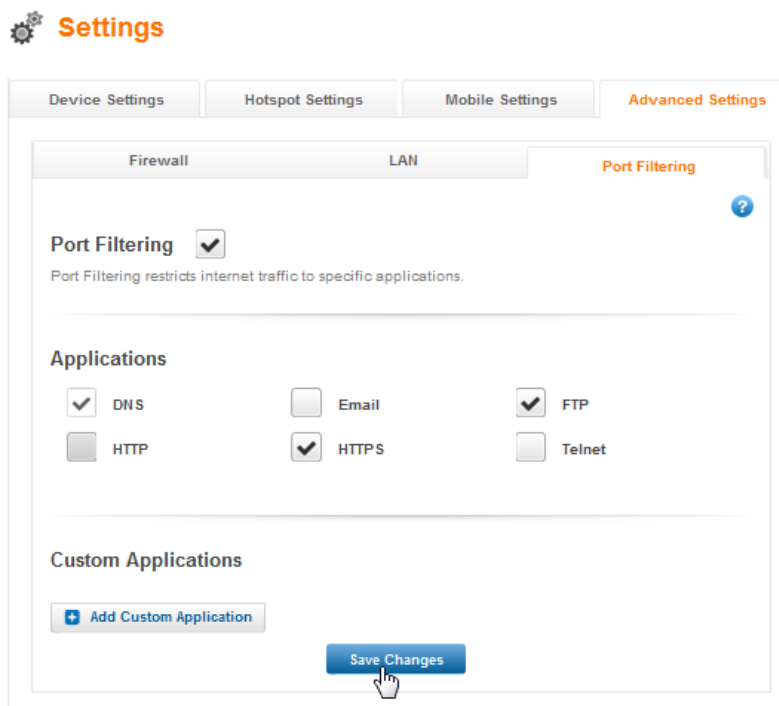 Settings
Device Settings Hotspot Settings Mobile Settings Advanced Settings
Firewall LAN Port Filtering
?
Port Filtering
Port Filtering restricts internet traffic to specific applications.
Applications
DNS Email FTP
HTTP HTTPS Telnet
Custom Applications
Add Custom Application
Save Changes